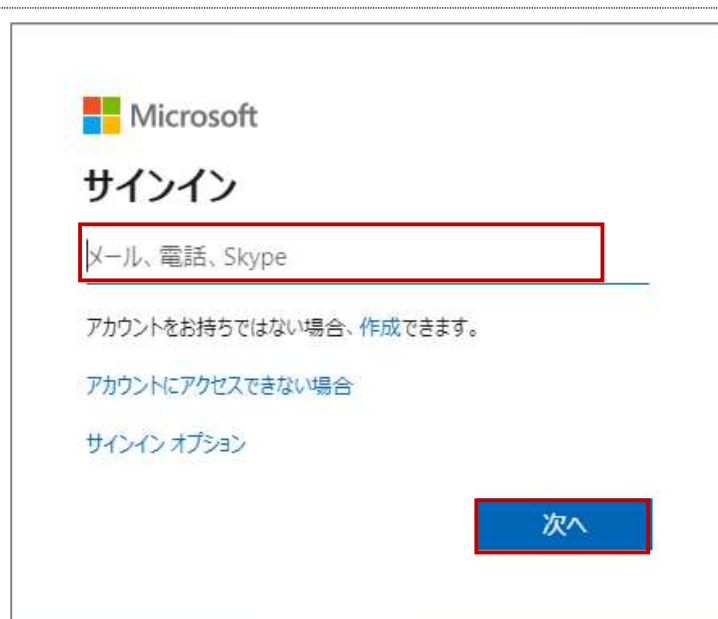 Microsoft
サインイン
メール、電話、Skype
アカウントをお持ちではない場合、作成できます。
アカウントにアクセスできない場合
サインイン オプション
次へ